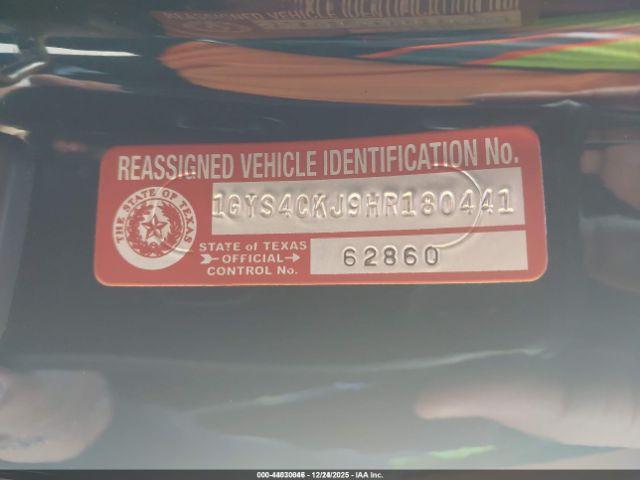 REASSIGNED VEHICLE IDENTIFICATION No.
1GYS4CKJ9HR180441
THE STATE OF TEXAS
STATE of TEXAS
OFFICIAL
CONTROL No.
62860
000-44030046 - 12/24/2025 - IAA Inc.